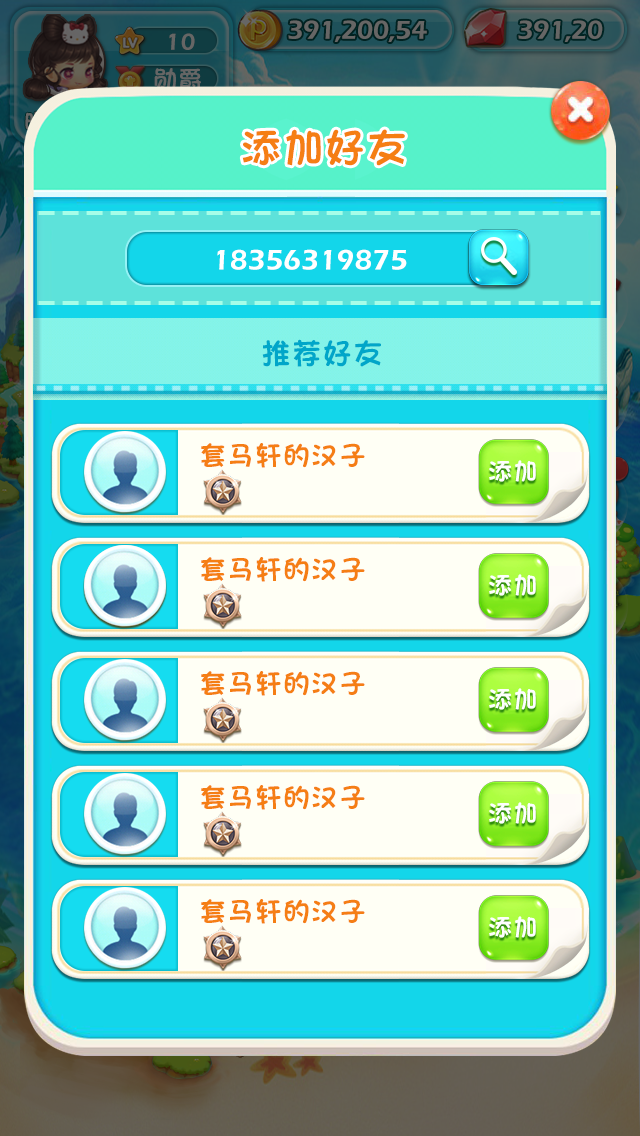 LV 10
391,200,54
391,20
勋爵
添加好友
18356319875
推荐好友
套马轩的汉子
添加
套马轩的汉子
添加
套马轩的汉子
添加
套马轩的汉子
添加
套马轩的汉子
添加